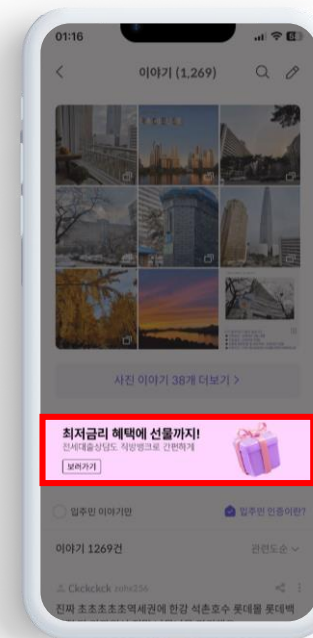 01:16
이야기 (1,269)
사진 이야기 38개 더보기 >
최저금리 혜택에 선물까지!
전세대출상담도 직방뱅크로 간편하게
보러가기
입주민 이야기만
입주민 인증이란?
이야기 1269건
관련도순
Ckckckck
진짜 초초초초초역세권에 한강 석촌호수 롯데몰 롯데백